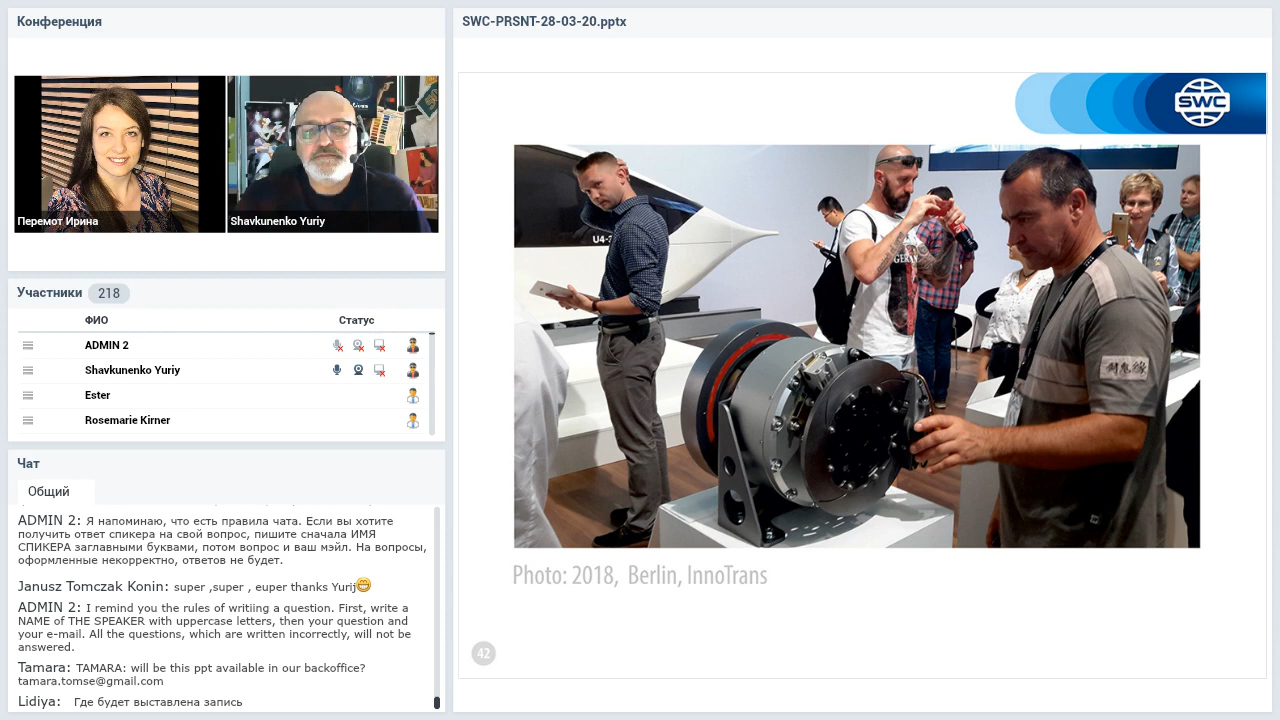 Конференция
Перемот Ирина
Shavkunenko Yuriy
Участники 218
ФИО Статус
ADMIN 2
Shavkunenko Yuriy
Ester
Rosemarie Kirner
Чат
Общий
ADMIN 2: Я напоминаю, что есть правила чата. Если вы хотите
получить ответ спикера на свой вопрос, пишите сначала ИМЯ
СПИКЕРА заглавными буквами, потом вопрос и ваш мэйл. На вопросы,
оформленные некорректно, ответов не будет.
Janusz Tomczak Konin: super ,super , euper thanks Yurij
ADMIN 2: I remind you the rules of writiing a question. First, write a
NAME of THE SPEAKER with uppercase letters, then your question and
your e-mail. All the questions, which are written incorrectly, will not be
answered.
Tamara: TAMARA: will be this ppt available in our backoffice?
tamara.tomse@gmail.com
Lidiya: Где будет выставлена запись
SWC-PRSNT-28-03-20.pptx
SWC
U4-
Photo: 2018, Berlin, InnoTrans
42